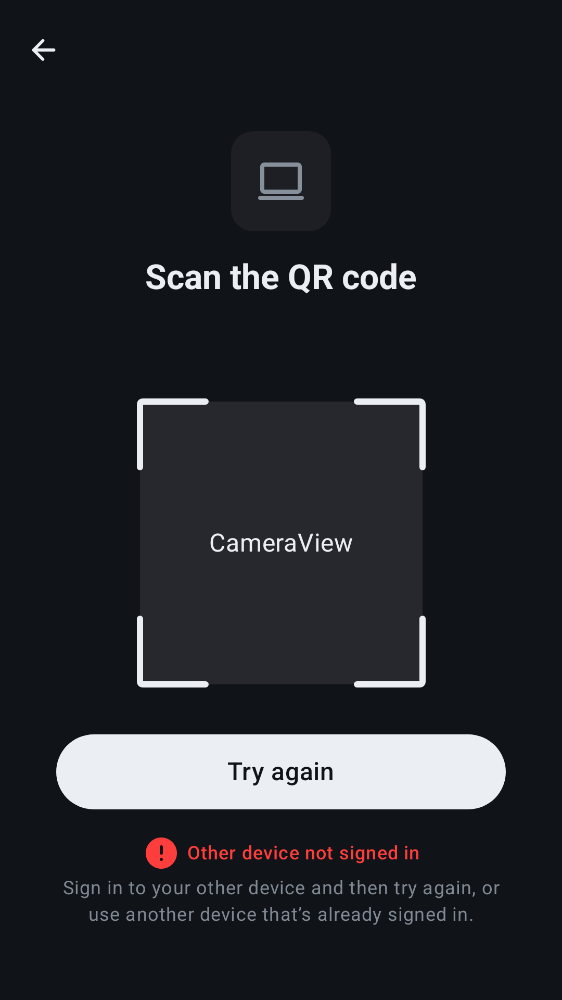 Scan the QR code
CameraView
Try again
Other device not signed in
Sign in to your other device and then try again, or
use another device that’s already signed in.